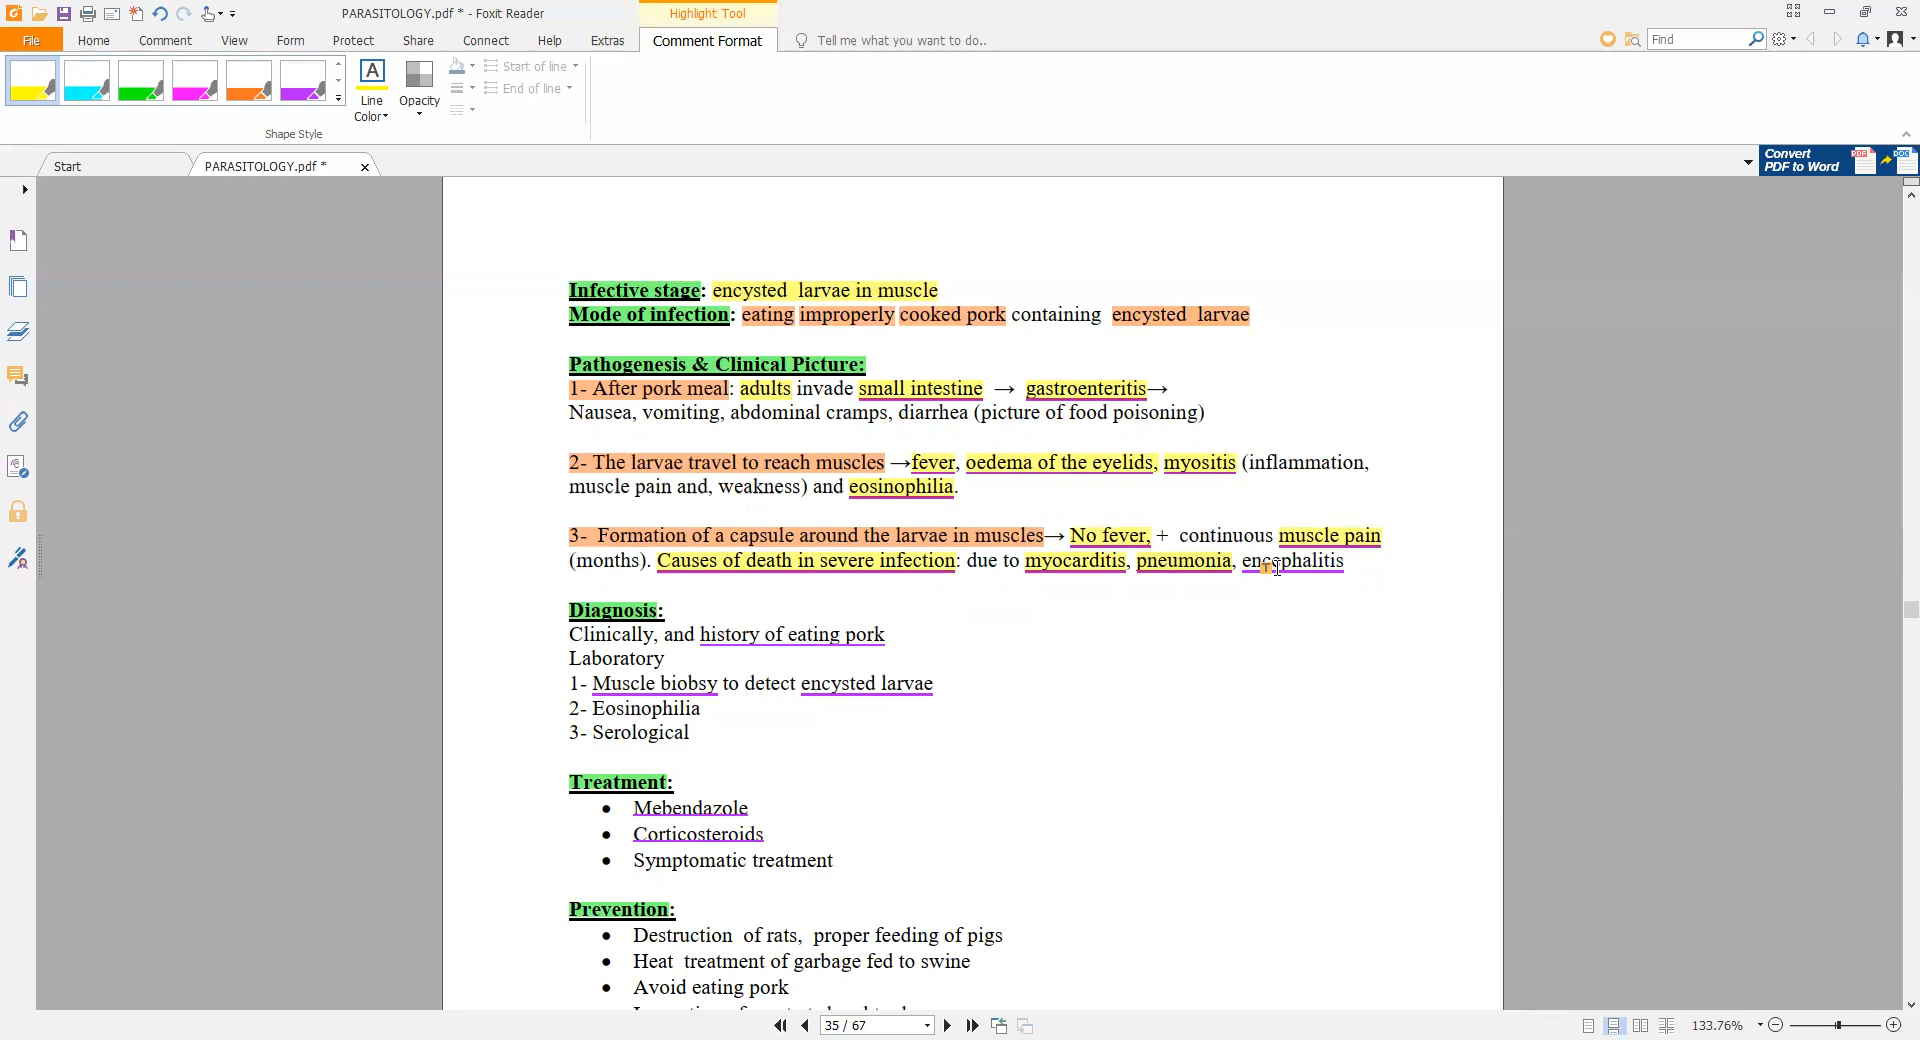 PARASITOLOGY.pdf * - Foxit Reader
Highlight Tool
File Home Comment View Form Protect Share Connect Help Extras Comment Format Tell me what you want to do.. Find
Line Color
Opacity
Start of line
End of line
Shape Style
Start
PARASITOLOGY.pdf *
Convert
PDF to Word
PDF
DOC
Infective stage: encysted larvae in muscle
Mode of infection: eating improperly cooked pork containing encysted larvae
Pathogenesis & Clinical Picture:
1- After pork meal: adults invade small intestine → gastroenteritis→
Nausea, vomiting, abdominal cramps, diarrhea (picture of food poisoning)
2- The larvae travel to reach muscles →fever, oedema of the eyelids, myositis (inflammation,
muscle pain and, weakness) and eosinophilia.
3- Formation of a capsule around the larvae in muscles→ No fever, + continuous muscle pain
(months). Causes of death in severe infection: due to myocarditis, pneumonia, encephalitis
Diagnosis:
Clinically, and history of eating pork
Laboratory
1- Muscle biobsy to detect encysted larvae
2- Eosinophilia
3- Serological
Treatment:
• Mebendazole
• Corticosteroids
• Symptomatic treatment
Prevention:
• Destruction of rats, proper feeding of pigs
• Heat treatment of garbage fed to swine
• Avoid eating pork
35 / 67
133.76%